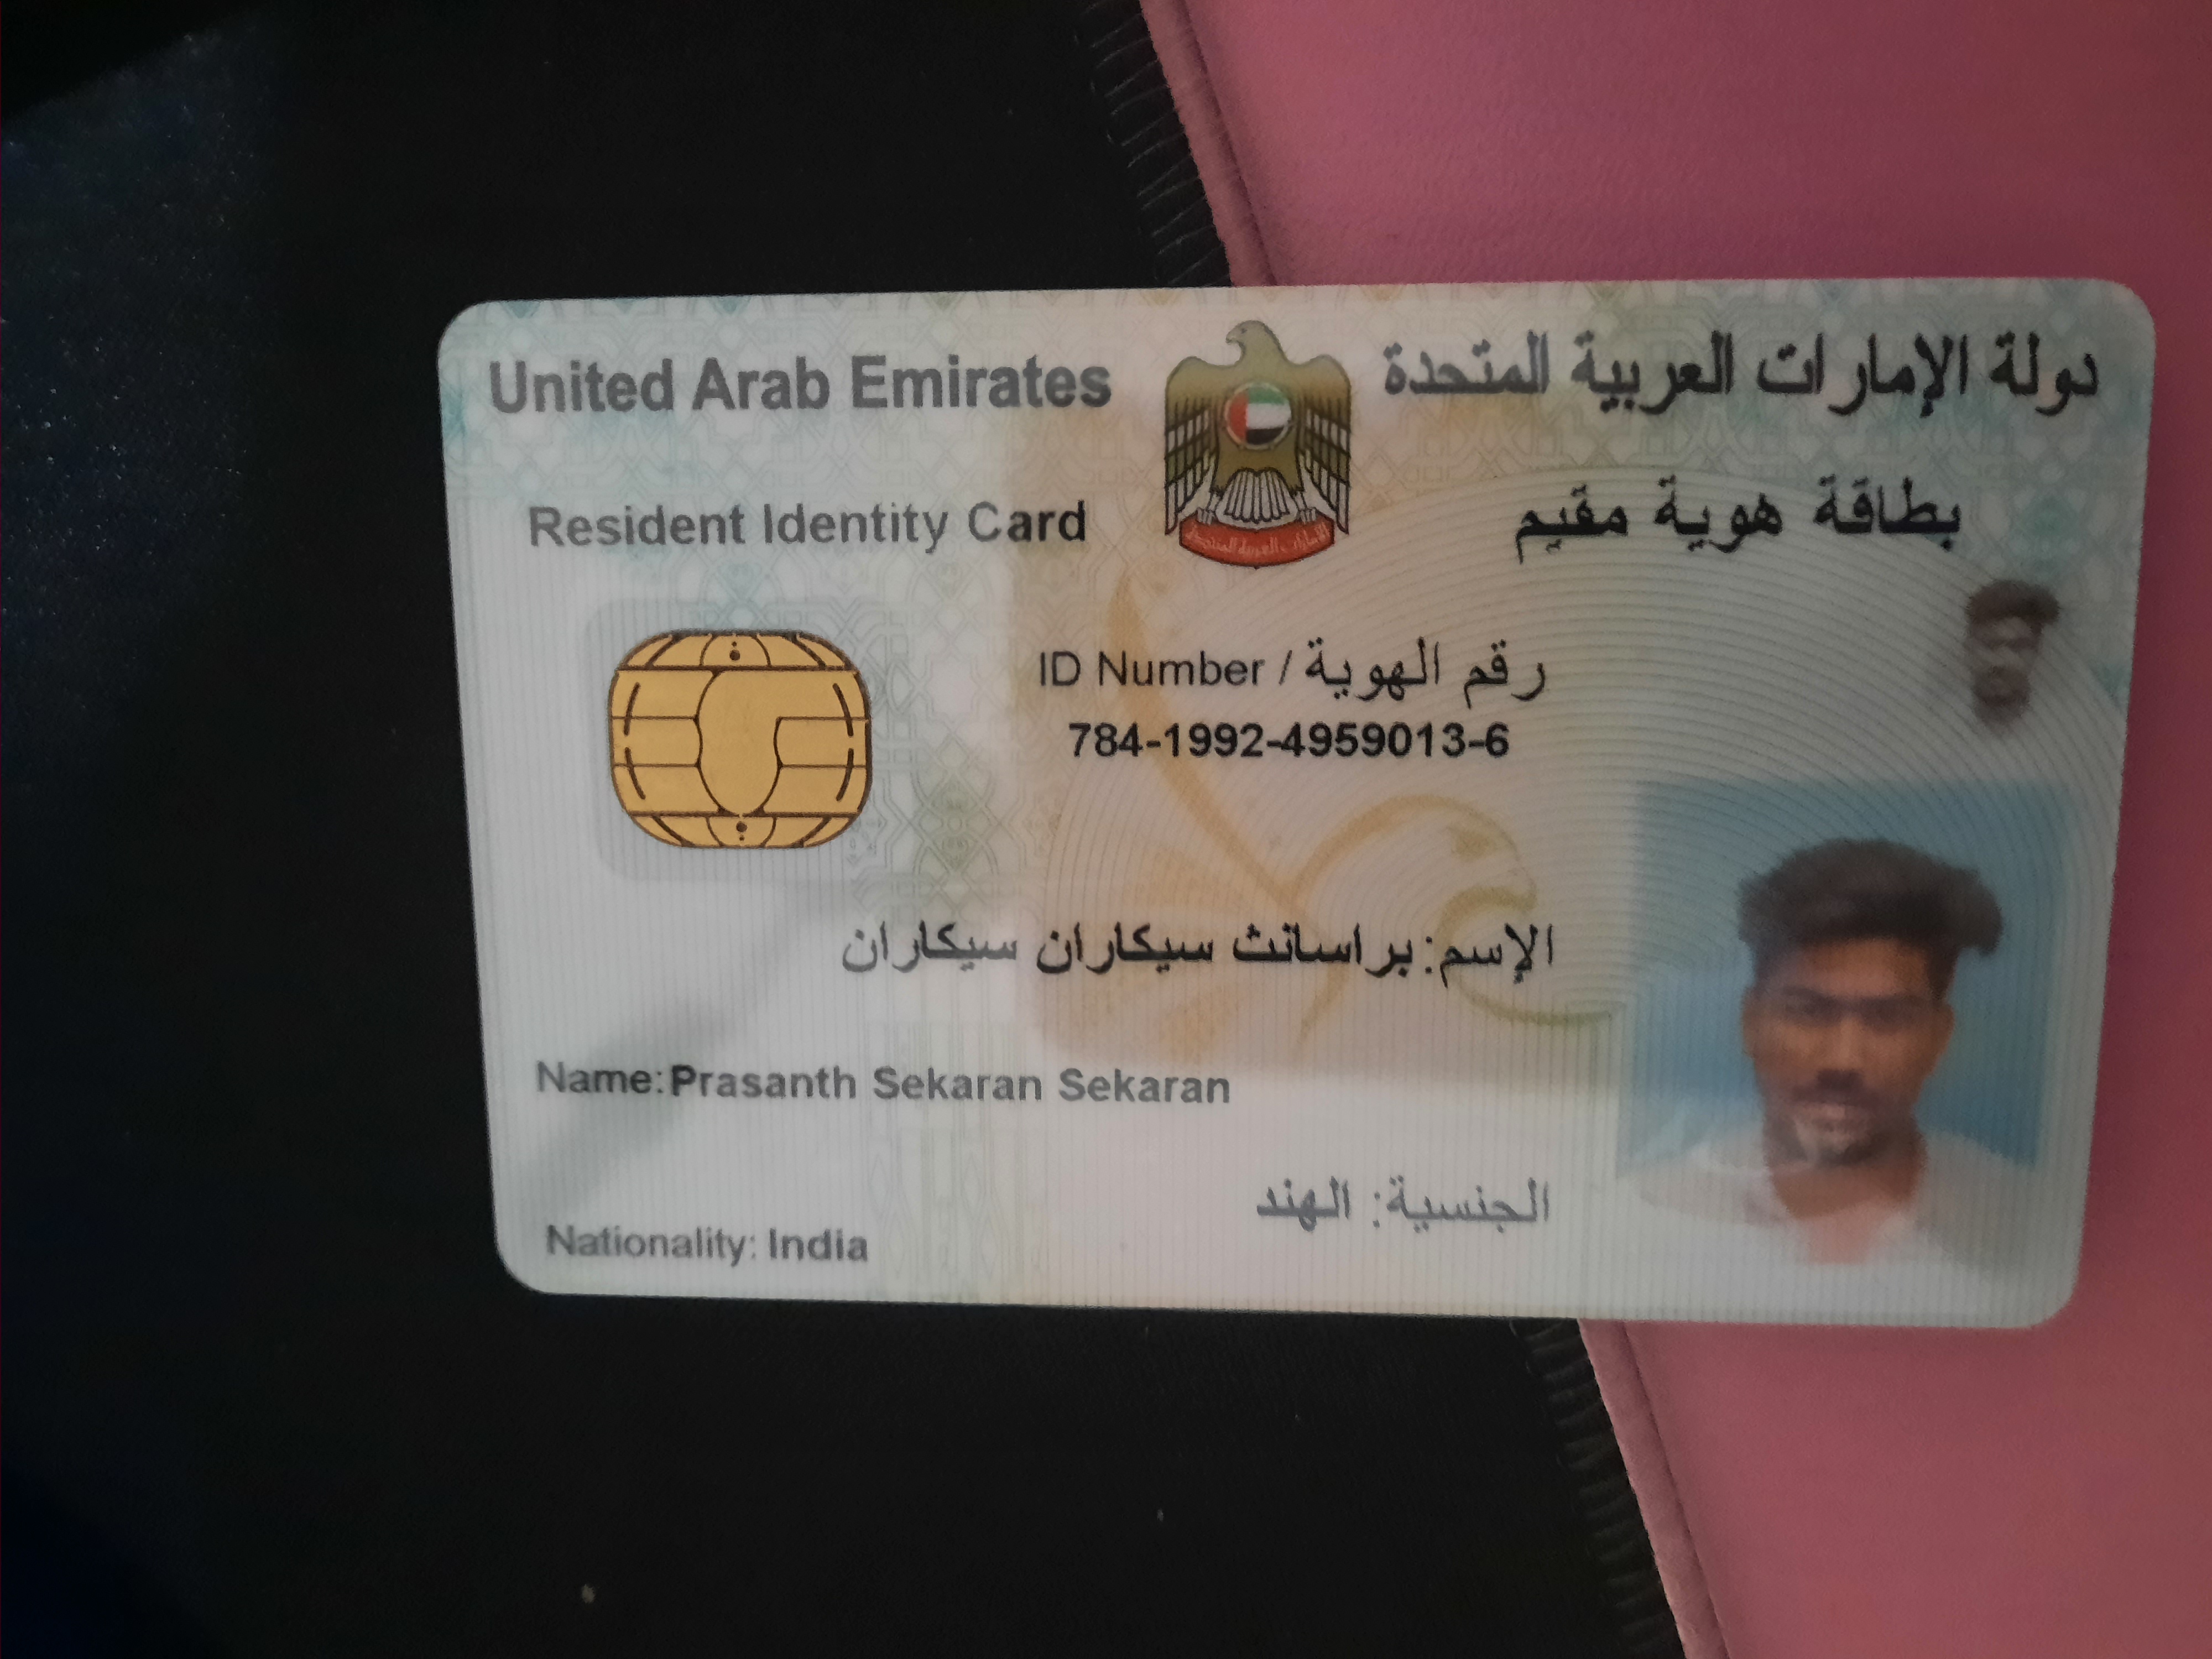 United Arab Emirates
دولة الإمارات العربية المتحدة
Resident Identity Card
بطاقة هوية مقيم
ID Number / رقم الهوية
784-1992-4959013-6
الإسم: براسانث سيكاران سيكاران
Name:Prasanth Sekaran Sekaran
Nationality: India
الجنسية: الهند